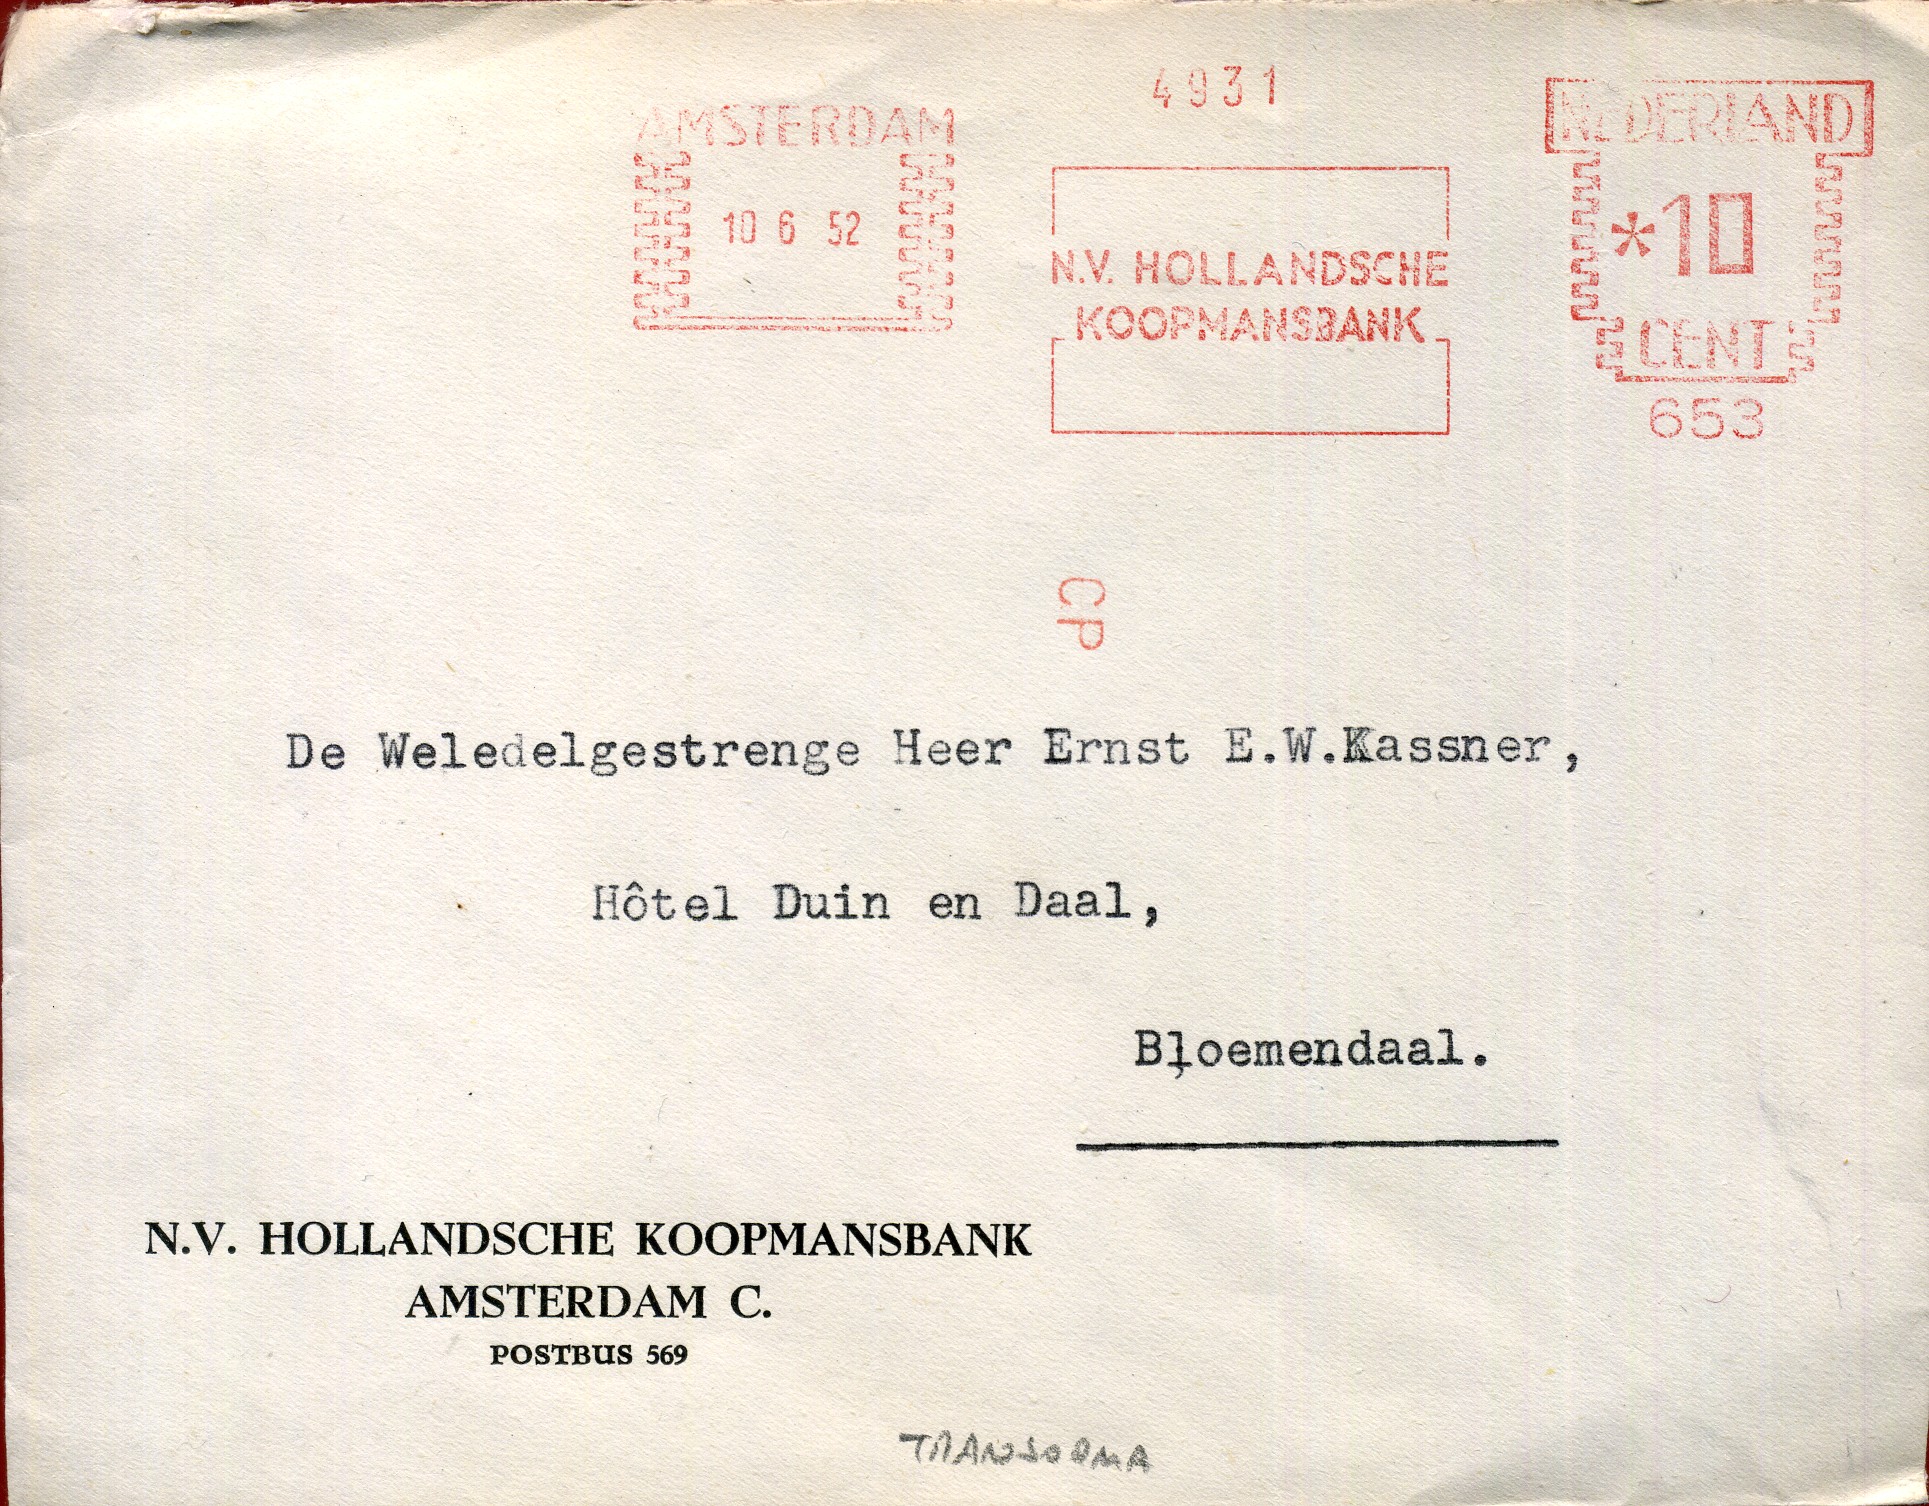 4931
AMSTERDAM
10 6 52
N.V. HOLLANDSCHE
KOOPMANSBANK
NEDERLAND
*10
CENT
653
CP
De Weledelgestrenge Heer Ernst E.W.Kassner,
Hôtel Duin en Daal,
Bloemendaal.
N.V. HOLLANDSCHE KOOPMANSBANK
AMSTERDAM C.
POSTBUS 569
TRANSORMA